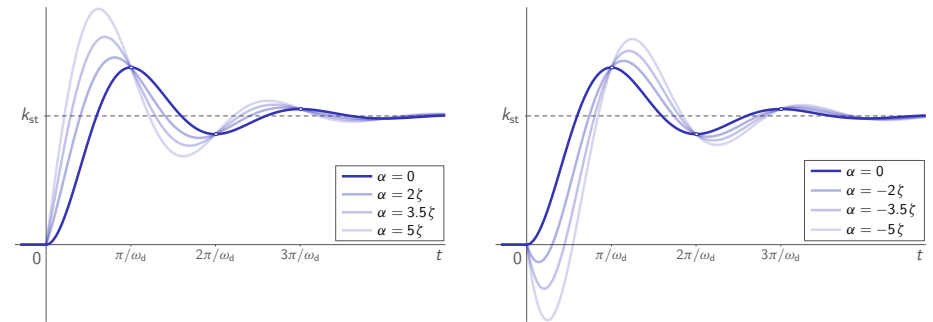 k_st
0
π/ω_d
2π/ω_d
3π/ω_d
t
α = 0
α = 2ζ
α = 3.5ζ
α = 5ζ
k_st
0
π/ω_d
2π/ω_d
3π/ω_d
t
α = 0
α = −2ζ
α = −3.5ζ
α = −5ζ